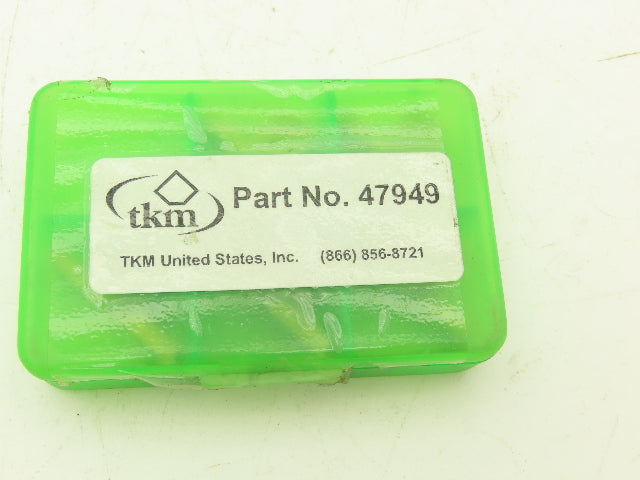 tkm
Part No. 47949
TKM United States, Inc. (866) 856-8721